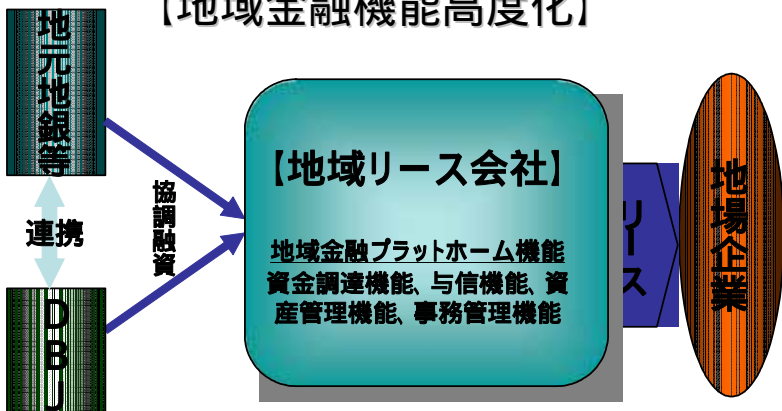 【地域金融機能高度化】
地元地銀等
連携
DBJ
協調融資
【地域リース会社】
地域金融プラットホーム機能
資金調達機能、与信機能、資
産管理機能、事務管理機能
リース
地場企業